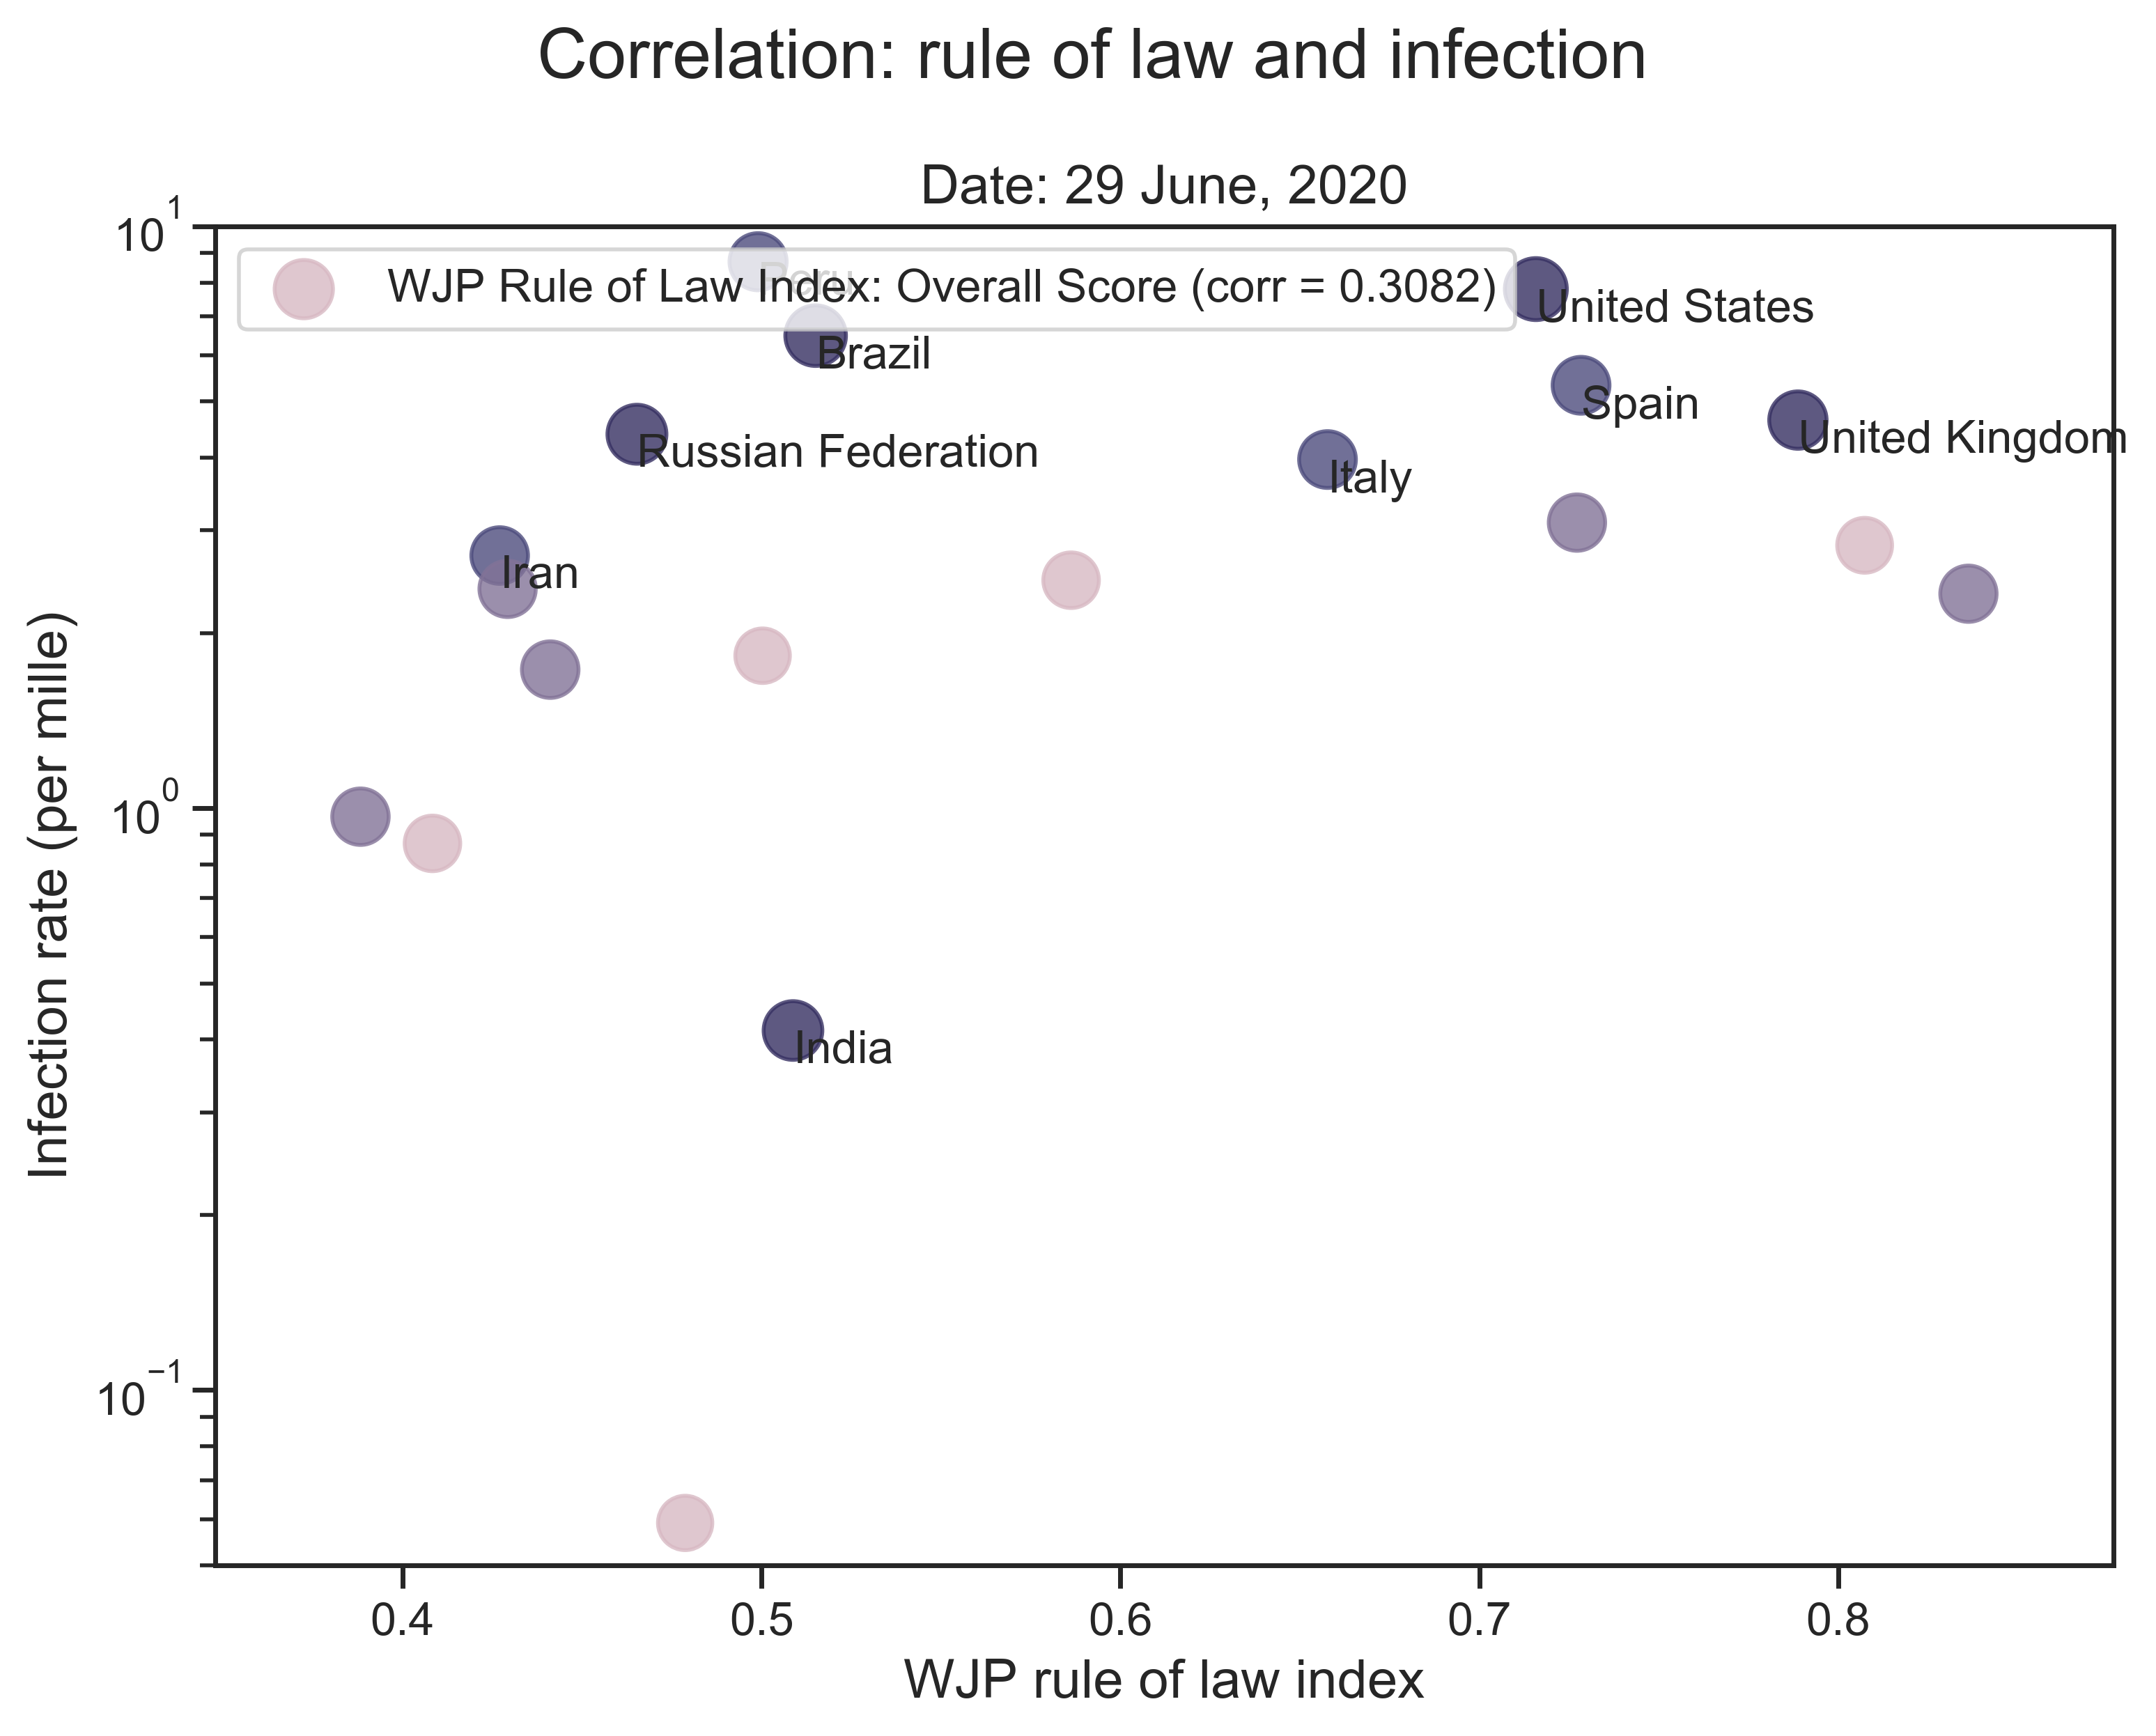 Correlation: rule of law and infection
Date: 29 June, 2020
10^1
WJP Rule of Law Index: Overall Score (corr = 0.3082)
Peru
United States
Brazil
Spain
United Kingdom
Russian Federation
Italy
Iran
10^0
India
10^−1
Infection rate (per mille)
0.4 0.5 0.6 0.7 0.8
WJP rule of law index